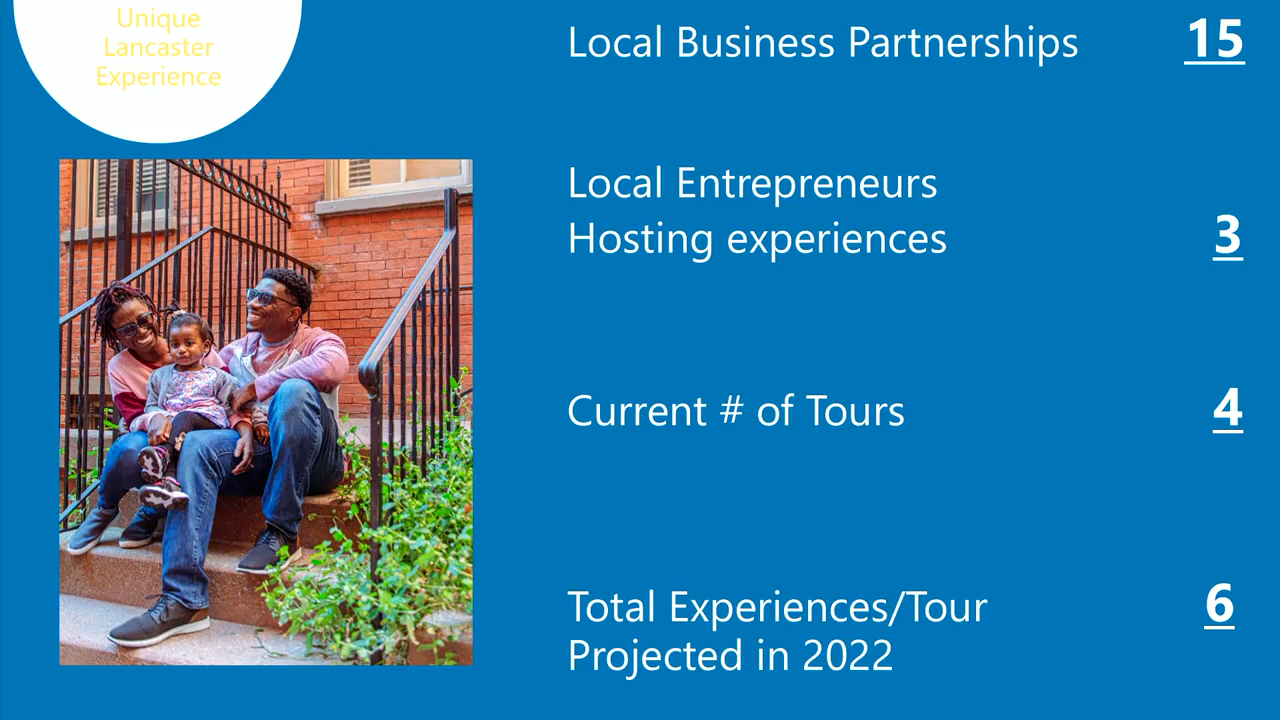 Unique
Lancaster
Experience
Local Business Partnerships 15
Local Entrepreneurs
Hosting experiences 3
Current # of Tours 4
Total Experiences/Tour 6
Projected in 2022